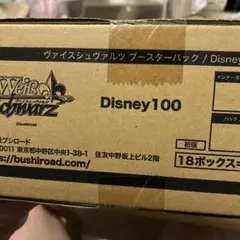 ヴァイスシュヴァルツ ブースターパック / Disney
Weiß
Schwarz
Disney100
ブシロード
0011 東京都中野区中央1-38-1
住友中野坂上ビル2階
https://bushiroad.com/
初版
18ボックス